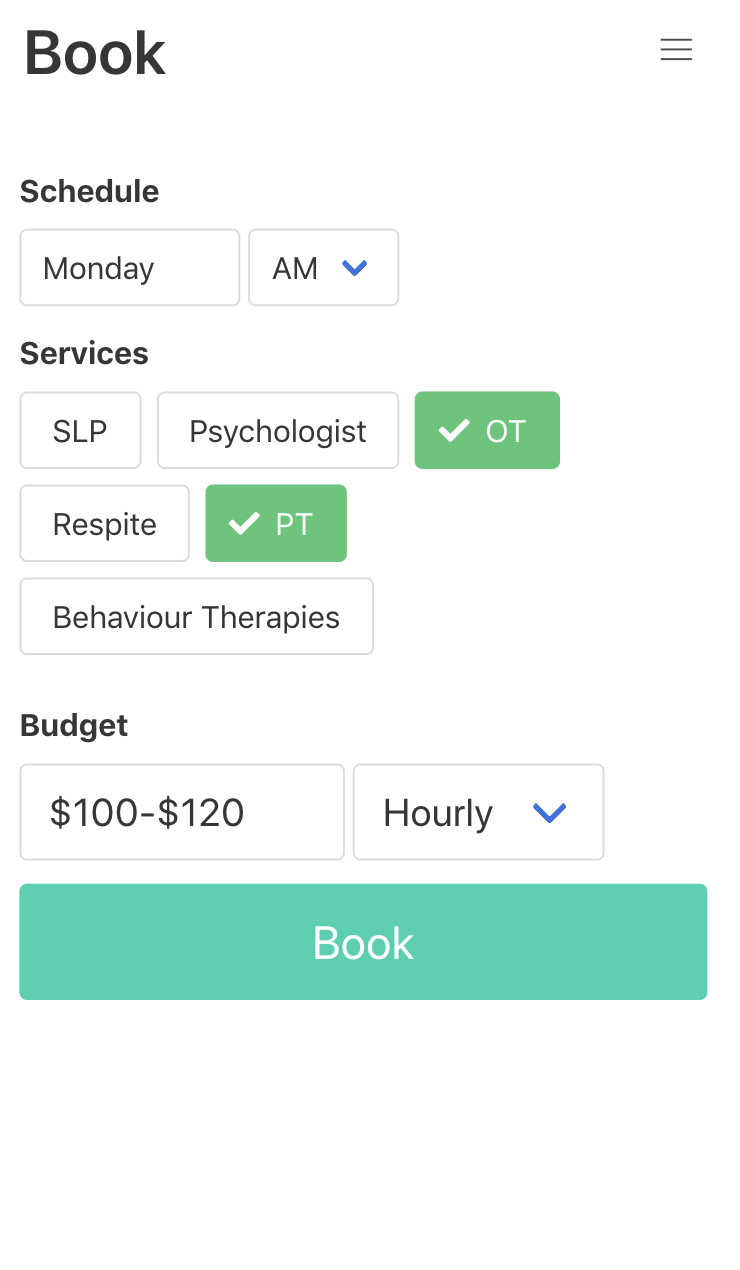 Book
Schedule
Monday AM
Services
SLP Psychologist OT
Respite PT
Behaviour Therapies
Budget
$100-$120 Hourly
Book